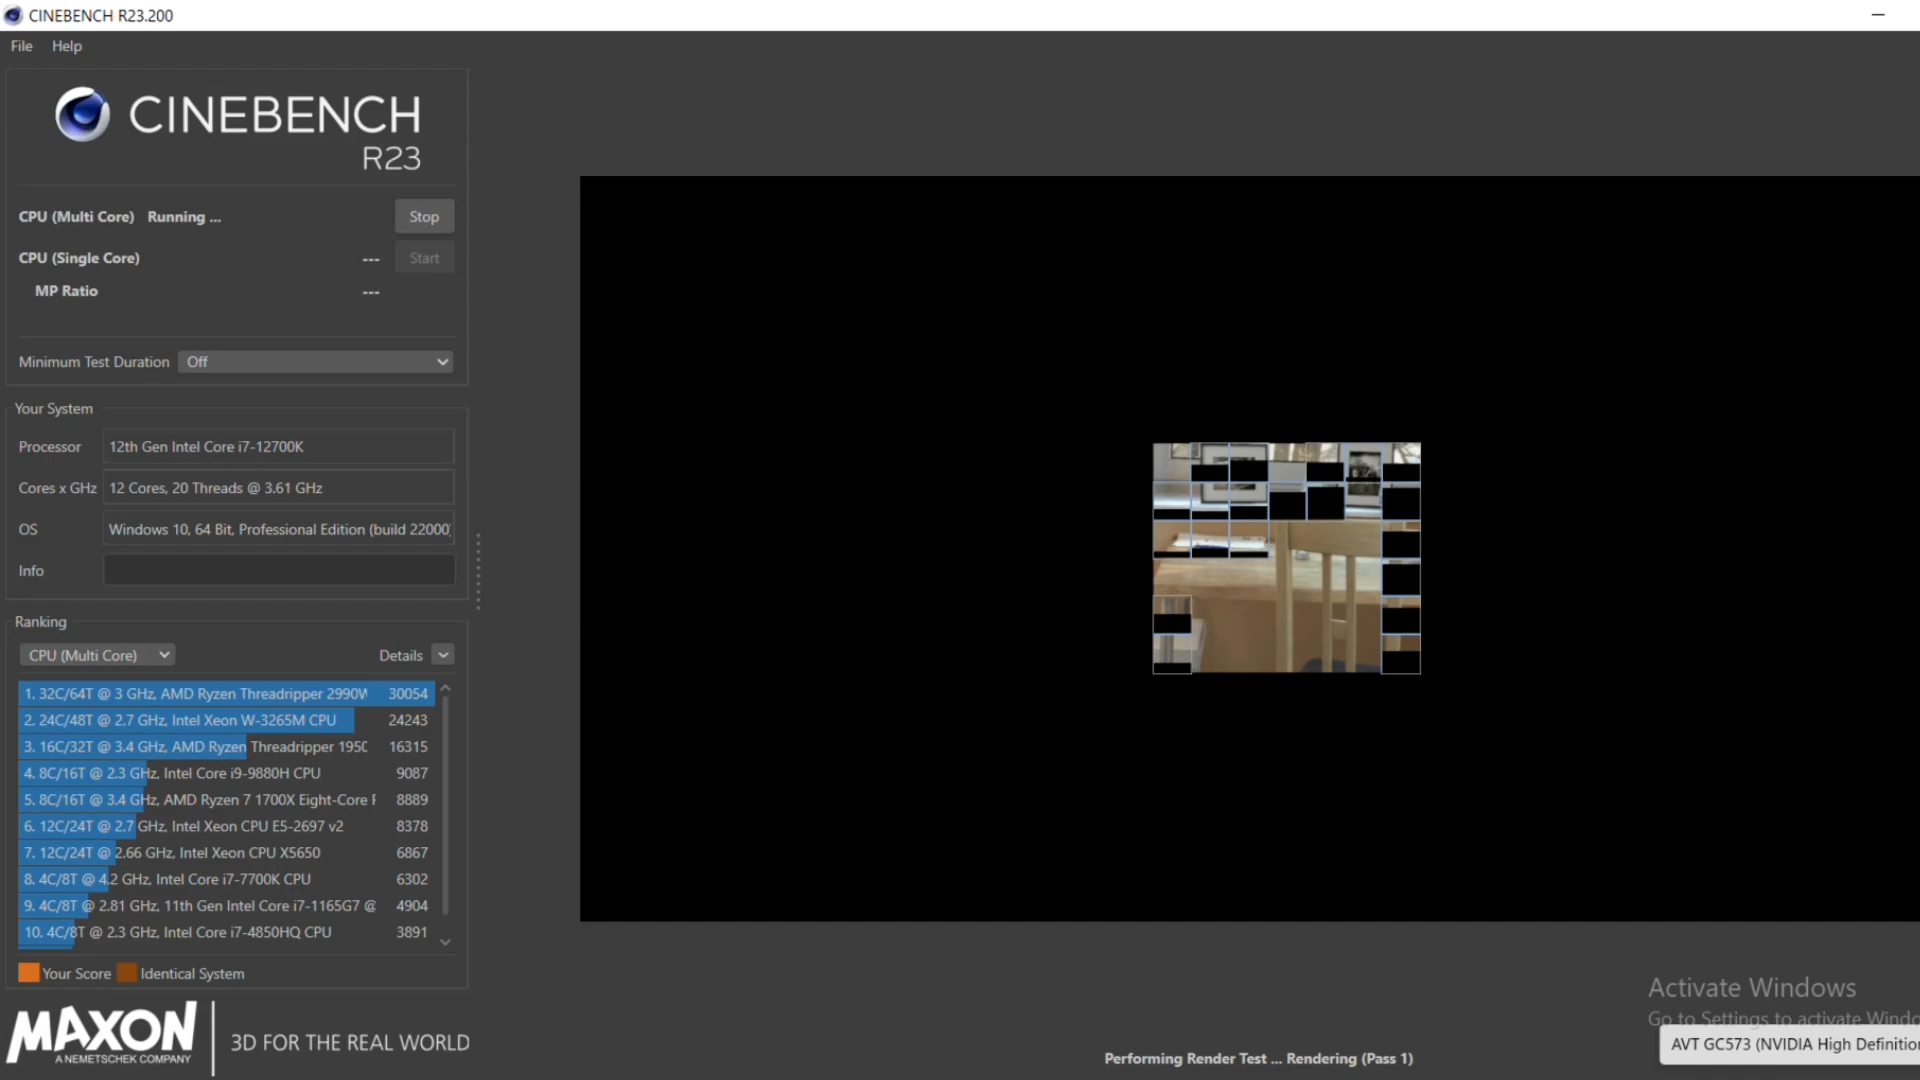 CINEBENCH R23.200
File Help
CINEBENCH
R23
CPU (Multi Core) Running ... Stop
CPU (Single Core) --- Start
MP Ratio ---
Minimum Test Duration Off
Your System
Processor 12th Gen Intel Core i7-12700K
Cores x GHz 12 Cores, 20 Threads @ 3.61 GHz
OS Windows 10, 64 Bit, Professional Edition (build 22000)
Info
Ranking
CPU (Multi Core) Details
1. 32C/64T @ 3 GHz, AMD Ryzen Threadripper 2990W 30054
2. 24C/48T @ 2.7 GHz, Intel Xeon W-3265M CPU 24243
3. 16C/32T @ 3.4 GHz, AMD Ryzen Threadripper 1950 16315
4. 8C/16T @ 2.3 GHz, Intel Core i9-9880H CPU 9087
5. 8C/16T @ 3.4 GHz, AMD Ryzen 7 1700X Eight-Core 8889
6. 12C/24T @ 2.7 GHz, Intel Xeon CPU E5-2697 v2 8378
7. 12C/24T @ 2.66 GHz, Intel Xeon CPU X5650 6867
8. 4C/8T @ 4.2 GHz, Intel Core i7-7700K CPU 6302
9. 4C/8T @ 2.81 GHz, 11th Gen Intel Core i7-1165G7 @ 4904
10. 4C/8T @ 2.3 GHz, Intel Core i7-4850HQ CPU 3891
Your Score Identical System
MAXON
A NEMETSCHEK COMPANY
3D FOR THE REAL WORLD
Performing Render Test ... Rendering (Pass 1)
Activate Windows
Go to Settings to activate Windo
AVT GC573 (NVIDIA High Definition